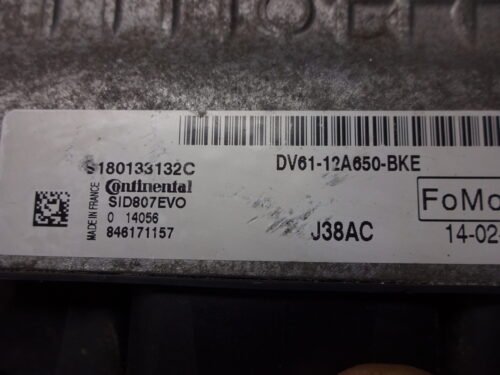 S180133132C
Continental
SID807EVO
0 14056
846171157
MADE IN FRANCE
DV61-12A650-BKE
FoMo
J38AC
14-02-